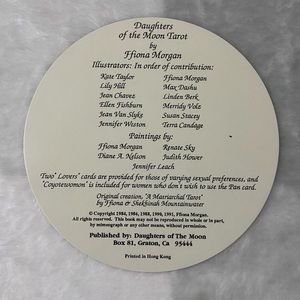 Daughters
of the Moon Tarot
by
Ffiona Morgan
Illustrators: In order of contribution:
Kate Taylor Ffiona Morgan
Lily Hill Max Dashu
Jean Chavez Linden Berk
Ellen Fishburn Merridy Volz
Jean Van Slyke Susan Stacey
Jennifer Weston Terra Candage
Paintings by:
Ffiona Morgan Renate Sky
Diane A. Nelson Judith Hower
Jennifer Leach
Two" Lovers" cards are provided for those of varying sexual preferences, and
"Coyotewomon" is included for women who don't wish to use the Pan card.
Original creation, "A Matriarchal Tarot"
by Ffiona & Shekhinah Mountainwater
© Copyright 1984, 1986, 1988, 1990, 1991, Ffiona Morgan.
All rights reserved. This book may not be reproduced in whole or in part,
by mimeograph or any other means, without permission.
Published by: Daughters of The Moon
Box 81, Graton, Ca
95444
Printed in Hong Kong